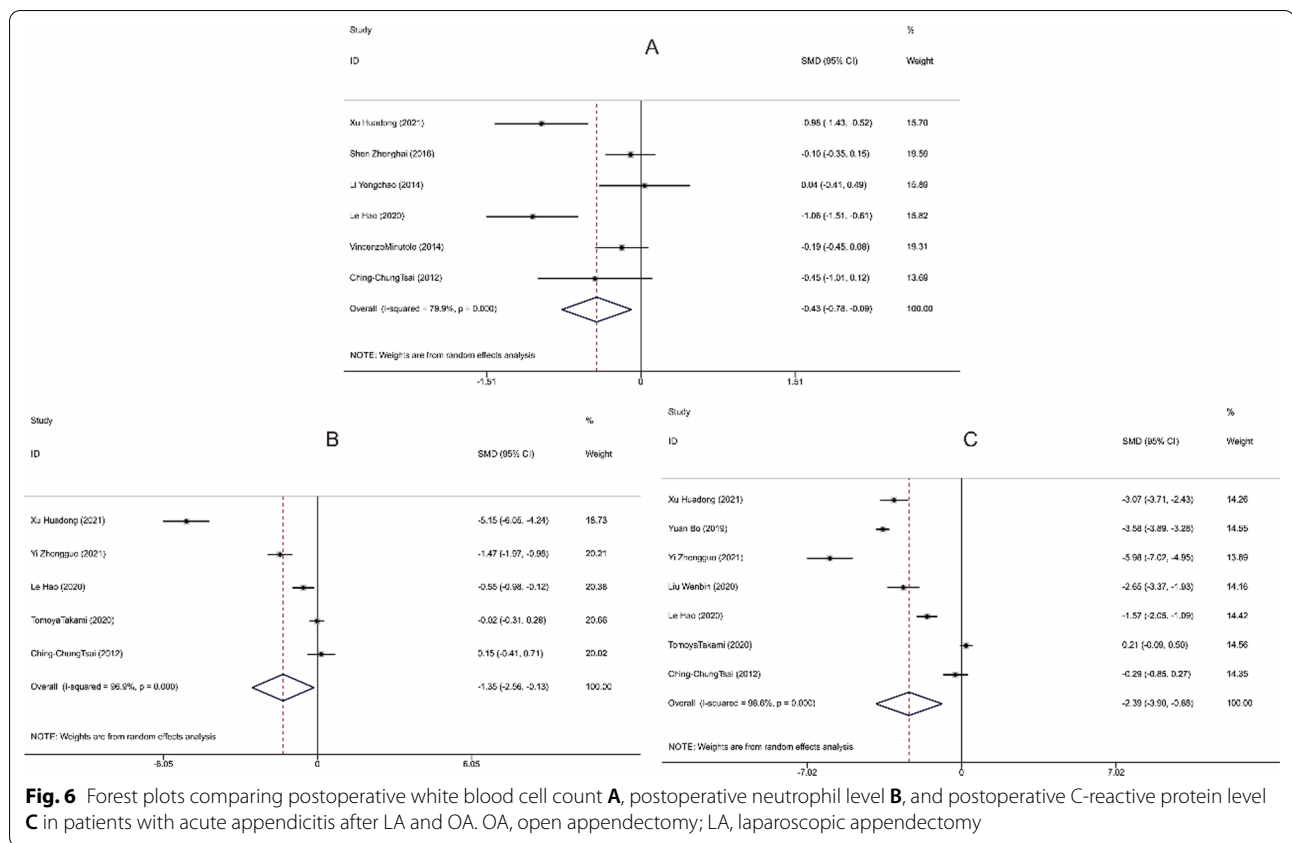 Study %
A
ID SMD (95% CI) Weight
Xu Huadong (2021) (-1.43, -0.52) 15.70
Shen Zhenghai (2016) -0.10 (-0.35, 0.15) 19.59
Li Yongchao (2014) 0.04 (-0.41, 0.49) 15.89
Le Hao (2020) -1.06 (-1.51, -0.61) 15.82
VincenzoMinutolo (2014) -0.19 (-0.45, 0.08) 19.31
Ching-ChungTsai (2012) -0.45 (-1.01, 0.12) 13.69
Overall (I-squared = 79.9%, p = 0.000) -0.43 (-0.78, -0.09) 100.00
NOTE: Weights are from random effects analysis
-1.51 0 1.51
Study %
B
ID SMD (95% CI) Weight
Xu Huadong (2021) -5.15 (-6.05, -4.24) 18.73
Yi Zhengguo (2021) -1.47 (-1.97, -0.98) 20.21
Le Hao (2020) -0.55 (-0.98, -0.12) 20.38
TomoyaTakami (2020) -0.02 (-0.31, 0.28) 20.66
Ching-ChungTsai (2012) 0.15 (-0.41, 0.71) 20.02
Overall (I-squared = 96.9%, p = 0.000) -1.35 (-2.56, -0.13) 100.00
NOTE: Weights are from random effects analysis
-6.05 0 6.05
Study %
C
ID SMD (95% CI) Weight
Xu Huadong (2021) -3.07 (-3.71, -2.43) 14.26
Yuan Bo (2019) -3.58 (-3.89, -3.28) 14.55
Yi Zhengguo (2021) -5.98 (-7.02, -4.95) 13.89
Liu Wenbin (2020) -2.65 (-3.37, -1.93) 14.16
Le Hao (2020) -1.57 (-2.05, -1.09) 14.42
TomoyaTakami (2020) 0.21 (-0.09, 0.50) 14.56
Ching-ChungTsai (2012) -0.29 (-0.85, 0.27) 14.35
Overall (I-squared = 98.6%, p = 0.000) -2.39 (-3.90, -0.88) 100.00
NOTE: Weights are from random effects analysis
-7.02 0 7.02
Fig. 6 Forest plots comparing postoperative white blood cell count A, postoperative neutrophil level B, and postoperative C-reactive protein level
C in patients with acute appendicitis after LA and OA. OA, open appendectomy; LA, laparoscopic appendectomy